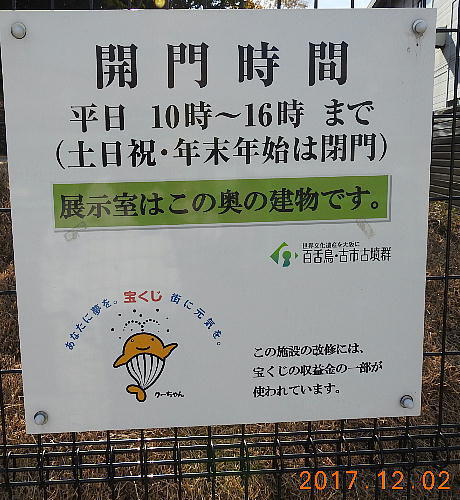 開門時間
平日 10時～16時 まで
(土日祝・年末年始は閉門)
展示室はこの奥の建物です。
世界文化遺産を大阪に
百舌鳥・古市古墳群
あなたに夢を。宝くじ 街に元気を。
クーちゃん
この施設の改修には、
宝くじの収益金の一部が
使われています。
2017 12 02